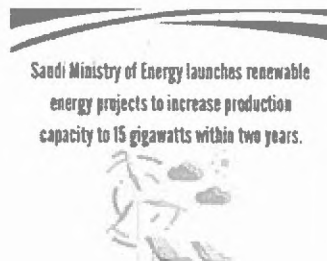 Saudi Ministry of Energy launches renewable
energy projects to increase production
capacity to 15 gigawatts within two years.